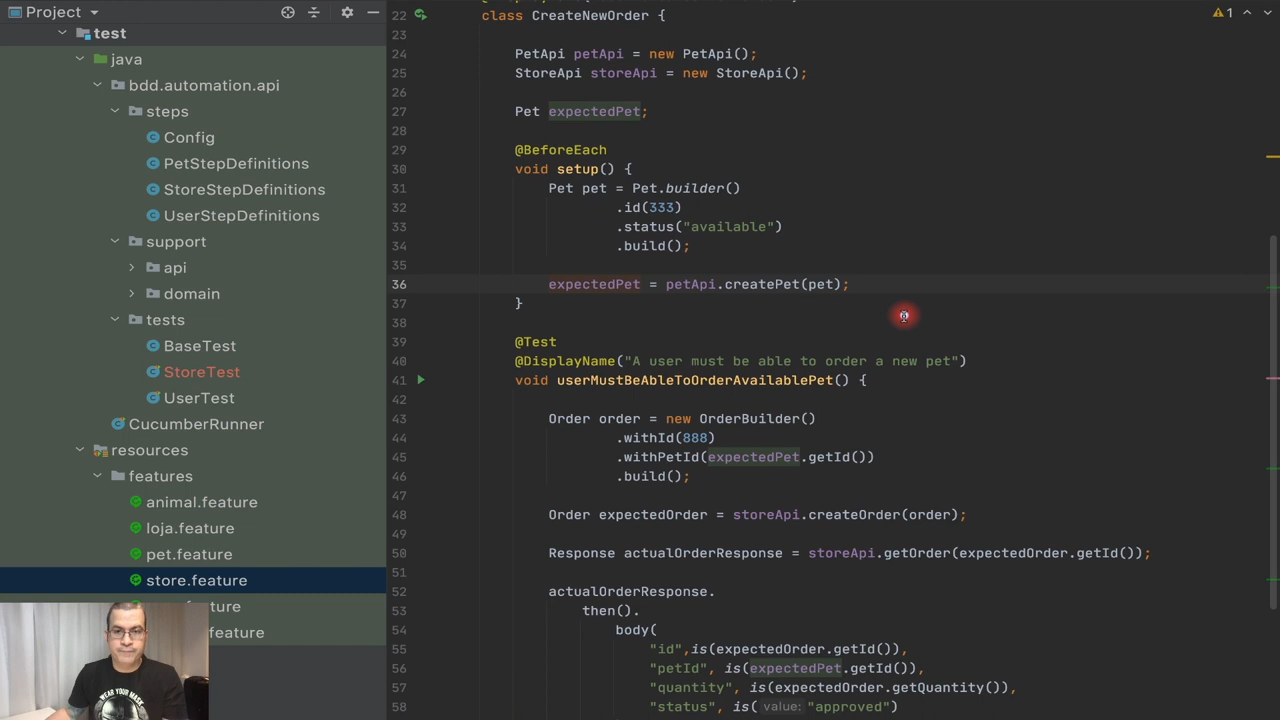 Project
test
java
bdd.automation.api
steps
Config
PetStepDefinitions
StoreStepDefinitions
UserStepDefinitions
support
api
domain
tests
BaseTest
StoreTest
UserTest
CucumberRunner
resources
features
animal.feature
loja.feature
pet.feature
store.feature
feature
feature
WEAR YOUR MASK
1
22 class CreateNewOrder {
23
24 PetApi petApi = new PetApi();
25 StoreApi storeApi = new StoreApi();
26
27 Pet expectedPet;
28
29 @BeforeEach
30 void setup() {
31 Pet pet = Pet.builder()
32 .id(333)
33 .status("available")
34 .build();
35
36 expectedPet = petApi.createPet(pet);
37 }
38
39 @Test
40 @DisplayName("A user must be able to order a new pet")
41 void userMustBeAbleToOrderAvailablePet() {
42
43 Order order = new OrderBuilder()
44 .withId(888)
45 .withPetId(expectedPet.getId())
46 .build();
47
48 Order expectedOrder = storeApi.createOrder(order);
49
50 Response actualOrderResponse = storeApi.getOrder(expectedOrder.getId());
51
52 actualOrderResponse.
53 then().
54 body(
55 "id",is(expectedOrder.getId()),
56 "petId", is(expectedPet.getId()),
57 "quantity", is(expectedOrder.getQuantity()),
58 "status", is( value: "approved")